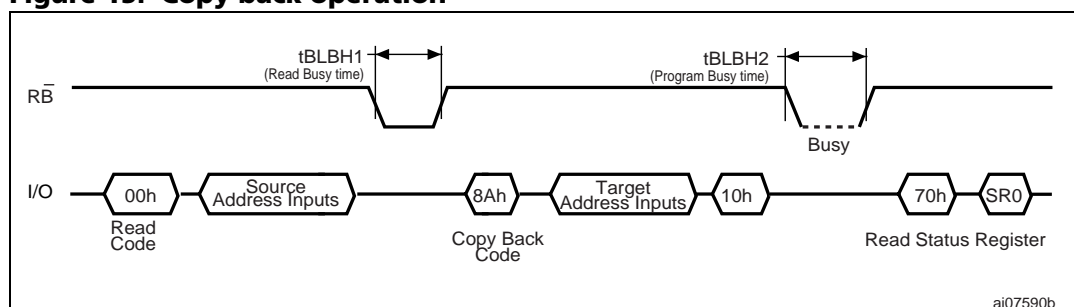 Figure 13. Copy back operation
tBLBH1
(Read Busy time)
tBLBH2
(Program Busy time)
RB̅
Busy
I/O
00h
Source
Address Inputs
8Ah
Target
Address Inputs
10h
70h
SR0
Read
Code
Copy Back
Code
Read Status Register
ai07590b